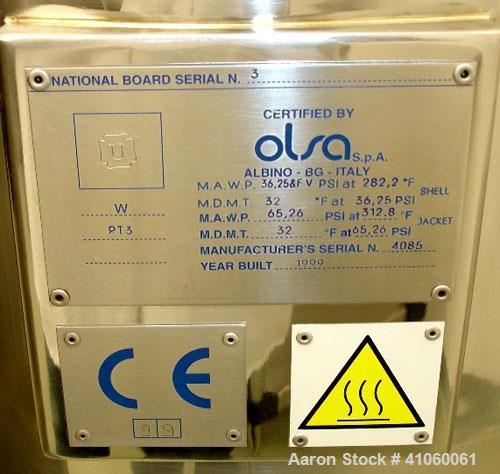 NATIONAL BOARD SERIAL N. 3
U
W
PT3
CERTIFIED BY
olsa S.p.A.
ALBINO - BG - ITALY
M.A.W.P. 36,25&F V PSI at 282,2 °F
M.D.M.T. 32 °F at 36,25 PSI
SHELL
M.A.W.P. 65,26 PSI at 312,8 °F
M.D.M.T. 32 °F at 65,26 PSI
JACKET
MANUFACTURER'S SERIAL N. 4085
YEAR BUILT 1999
CE
99
Aaron Stock # 41060061